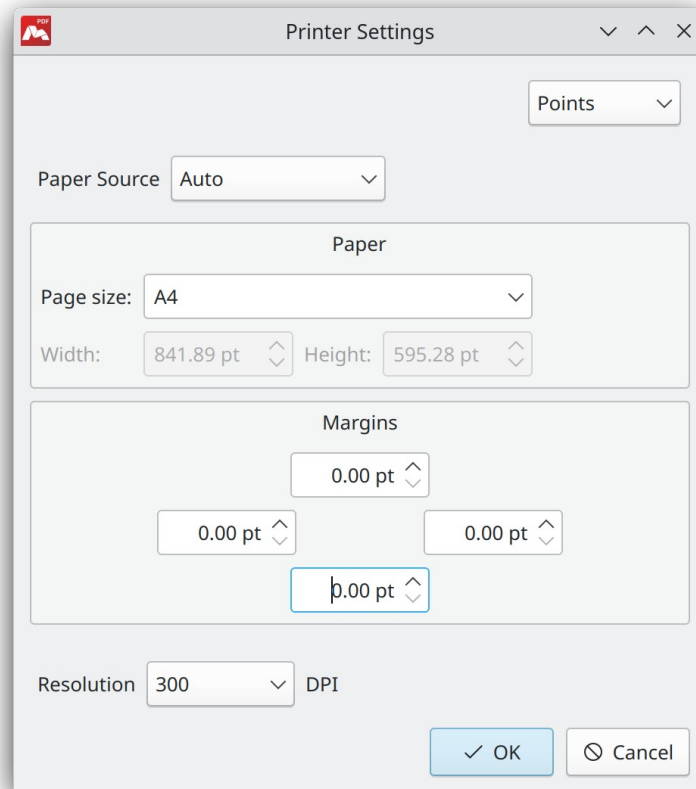 PDF
Printer Settings
Points
Paper Source Auto
Paper
Page size: A4
Width: 841.89 pt Height: 595.28 pt
Margins
0.00 pt
0.00 pt 0.00 pt
0.00 pt
Resolution 300 DPI
OK Cancel